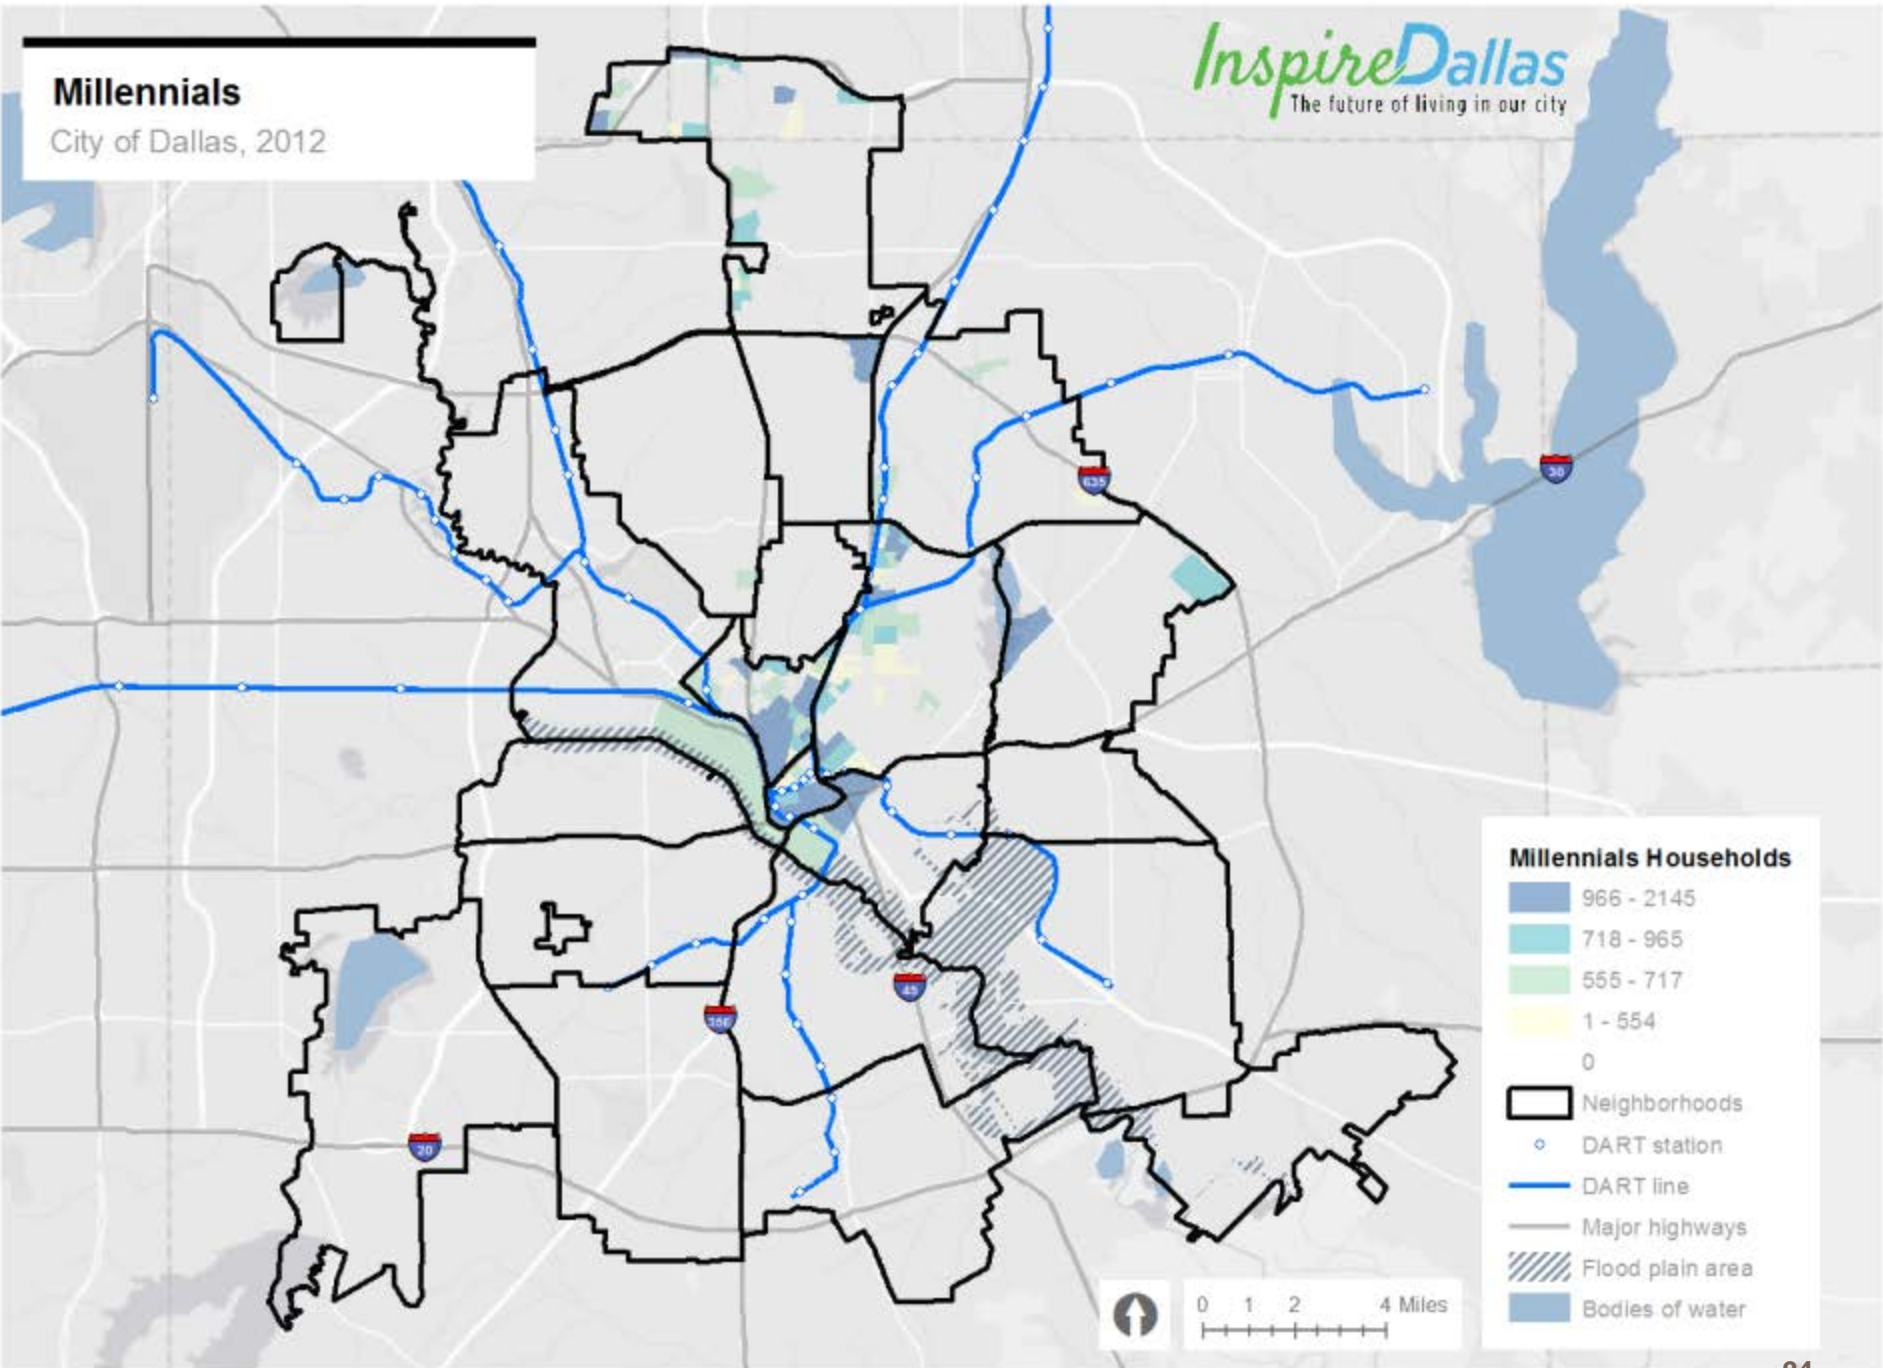 Millennials
City of Dallas, 2012
InspireDallas
The future of living in our city
635
30
45
35E
20
Millennials Households
966 - 2145
718 - 965
555 - 717
1 - 554
0
Neighborhoods
DART station
DART line
Major highways
Flood plain area
Bodies of water
0 1 2 4 Miles